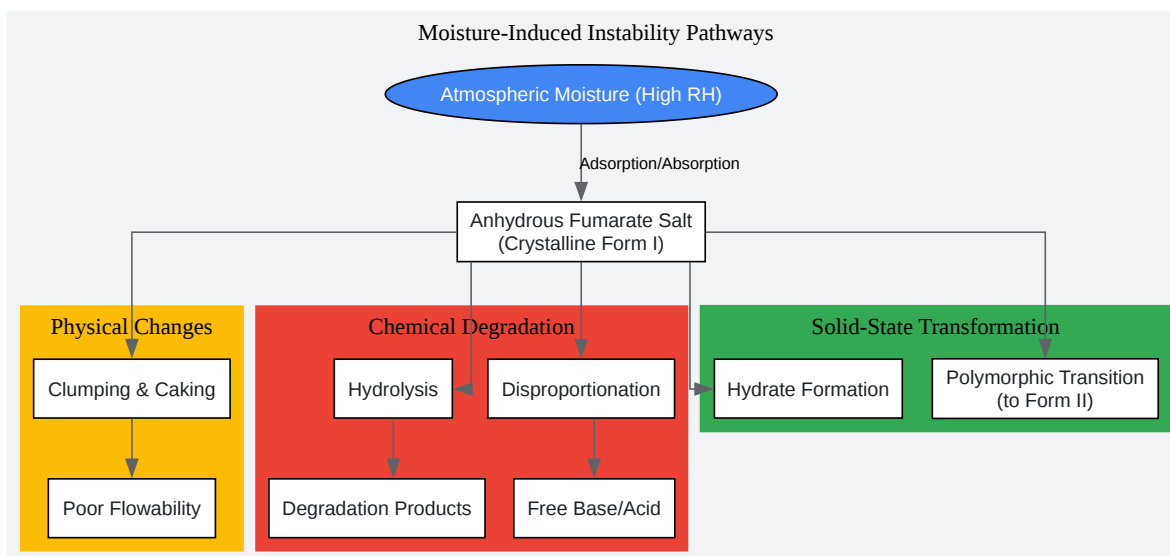 Moisture-Induced Instability Pathways
Atmospheric Moisture (High RH)
Adsorption/Absorption
Anhydrous Fumarate Salt
(Crystalline Form I)
Physical Changes
Clumping & Caking
Poor Flowability
Chemical Degradation
Hydrolysis
Disproportionation
Degradation Products
Free Base/Acid
Solid-State Transformation
Hydrate Formation
Polymorphic Transition
(to Form II)